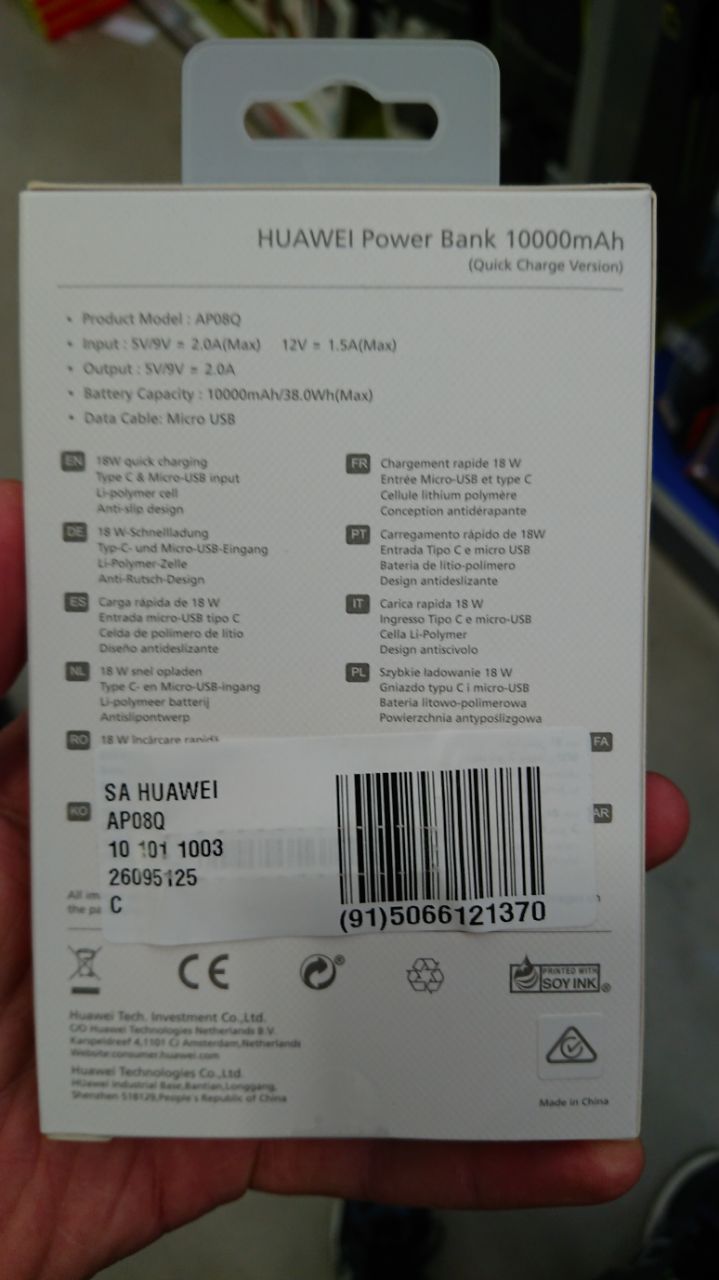 HUAWEI Power Bank 10000mAh
(Quick Charge Version)
• Product Model : AP08Q
• Input : 5V/9V = 2.0A(Max) 12V = 1.5A(Max)
• Output : 5V/9V = 2.0A
• Battery Capacity : 10000mAh/38.0Wh(Max)
• Data Cable: Micro USB
EN 18W quick charging
Type C & Micro-USB input
Li-polymer cell
Anti-slip design
DE 18 W-Schnellladung
Typ-C- und Micro-USB-Eingang
Li-Polymer-Zelle
Anti-Rutsch-Design
ES Carga rápida de 18 W
Entrada micro-USB tipo C
Celda de polímero de litio
Diseño antideslizante
NL 18 W snel opladen
Type C- en Micro-USB-ingang
Li-polymeer batterij
Antislipontwerp
RO 18 W încărcare rapidă
KO
FR Chargement rapide 18 W
Entrée Micro-USB et type C
Cellule lithium polymère
Conception antidérapante
PT Carregamento rápido de 18W
Entrada Tipo C e micro USB
Bateria de lítio-polímero
Design antideslizante
IT Carica rapida 18 W
Ingresso Tipo C e micro-USB
Cella Li-Polymer
Design antiscivolo
PL Szybkie ładowanie 18 W
Gniazdo typu C i micro-USB
Bateria litowo-polimerowa
Powierzchnia antypoślizgowa
FA
AR
SA HUAWEI
AP08Q
10 101 1003
26095125
C
(91)5066121370
All
the
CE
PRINTED WITH
SOY INK
Huawei Tech. Investment Co.,Ltd.
C/O Huawei Technologies Netherlands B.V.
Karspeldreef 4,1101 CJ Amsterdam,Netherlands
Website:consumer.huawei.com
Huawei Technologies Co.,Ltd.
Huawei Industrial Base,Bantian,Longgang,
Shenzhen 518129,People's Republic of China
Made in China